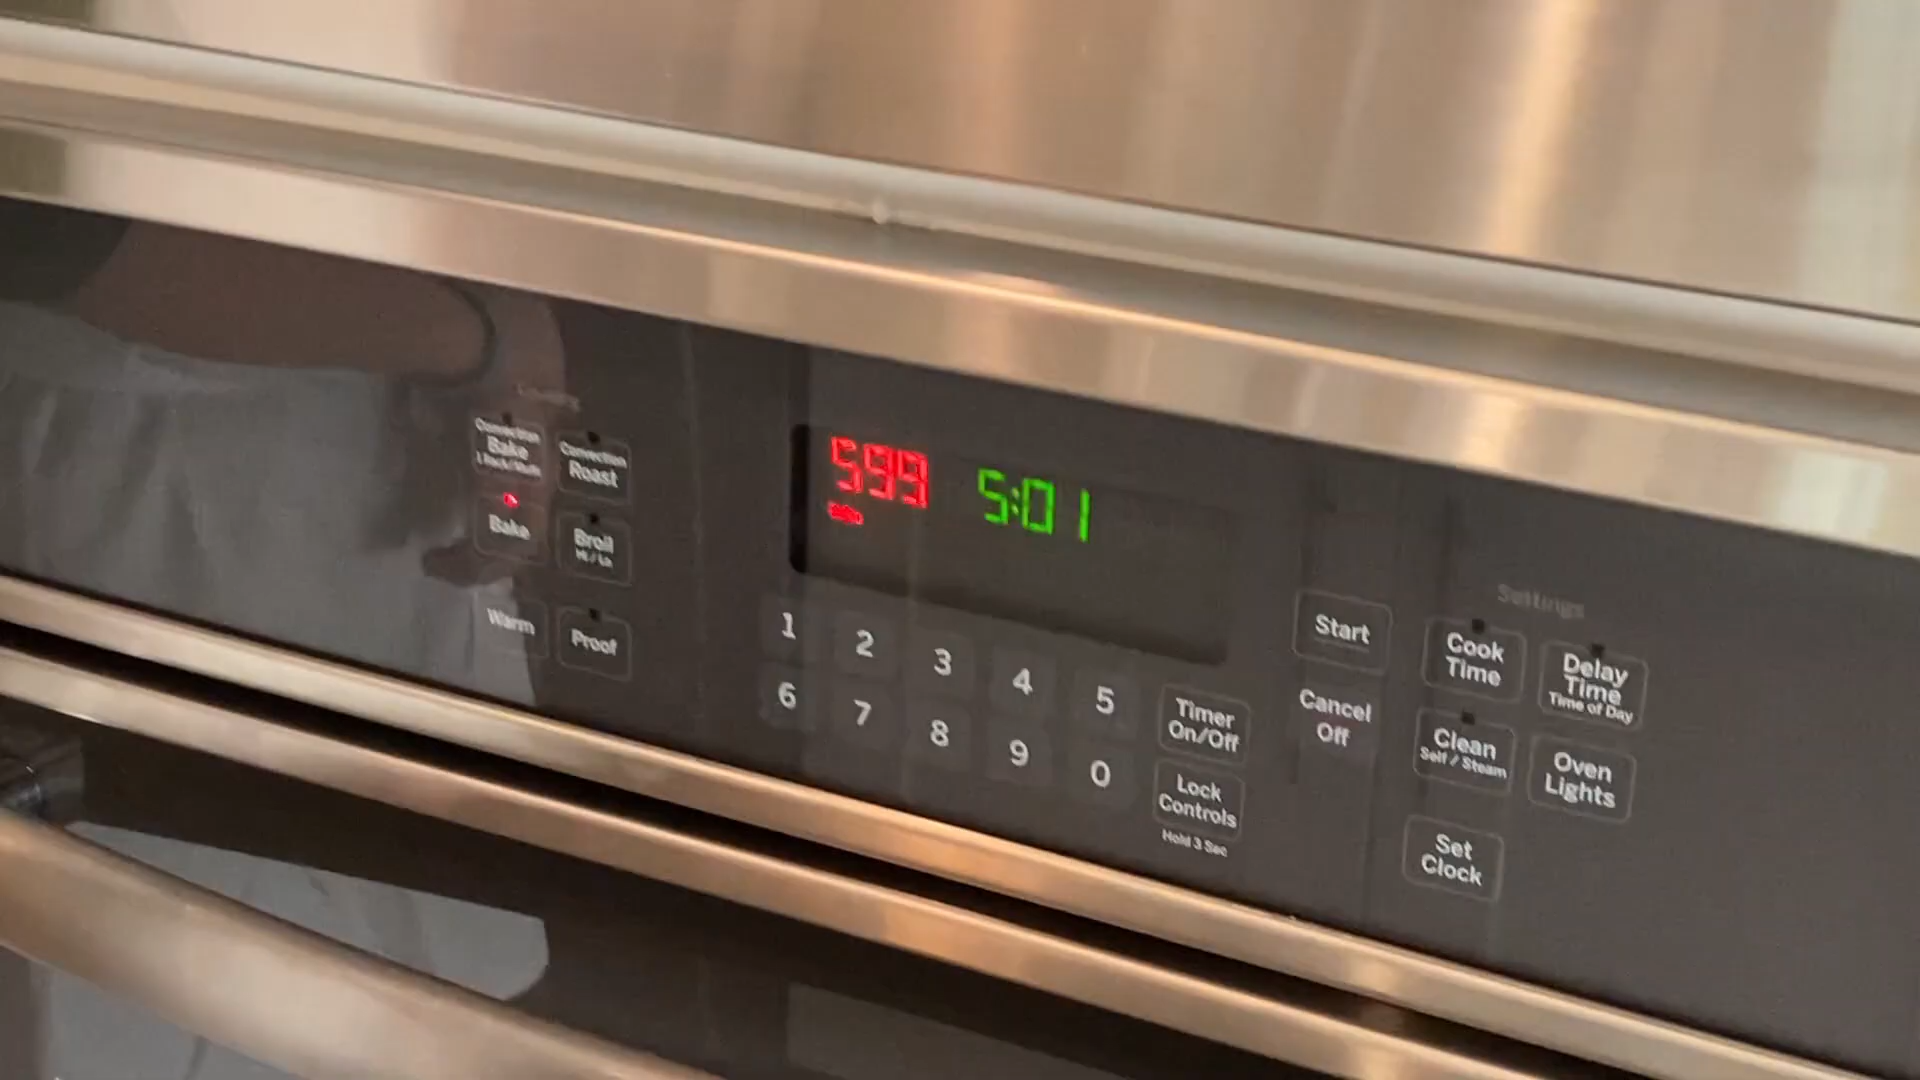 Convection
Bake
Convection
Roast
Bake
Broil
Hi / Lo
Warm
Proof
599
5:01
1
2
3
4
5
6
7
8
9
0
Timer
On/Off
Lock
Controls
Hold 3 Sec
Start
Cancel
Off
Settings
Cook
Time
Delay
Time
Time of Day
Clean
Self / Steam
Oven
Lights
Set
Clock